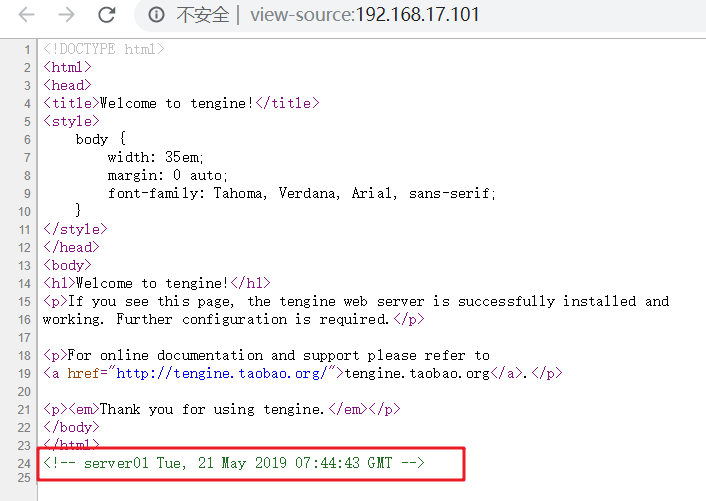 不安全 | view-source:192.168.17.101
1 <!DOCTYPE html>
2 <html>
3 <head>
4 <title>Welcome to tengine!</title>
5 <style>
6     body {
7         width: 35em;
8         margin: 0 auto;
9         font-family: Tahoma, Verdana, Arial, sans-serif;
10     }
11 </style>
12 </head>
13 <body>
14 <h1>Welcome to tengine!</h1>
15 <p>If you see this page, the tengine web server is successfully installed and
16 working. Further configuration is required.</p>
17
18 <p>For online documentation and support please refer to
19 <a href="http://tengine.taobao.org/">tengine.taobao.org</a>.</p>
20
21 <p><em>Thank you for using tengine.</em></p>
22 </body>
23 </html>
24 <!-- server01 Tue, 21 May 2019 07:44:43 GMT -->
25